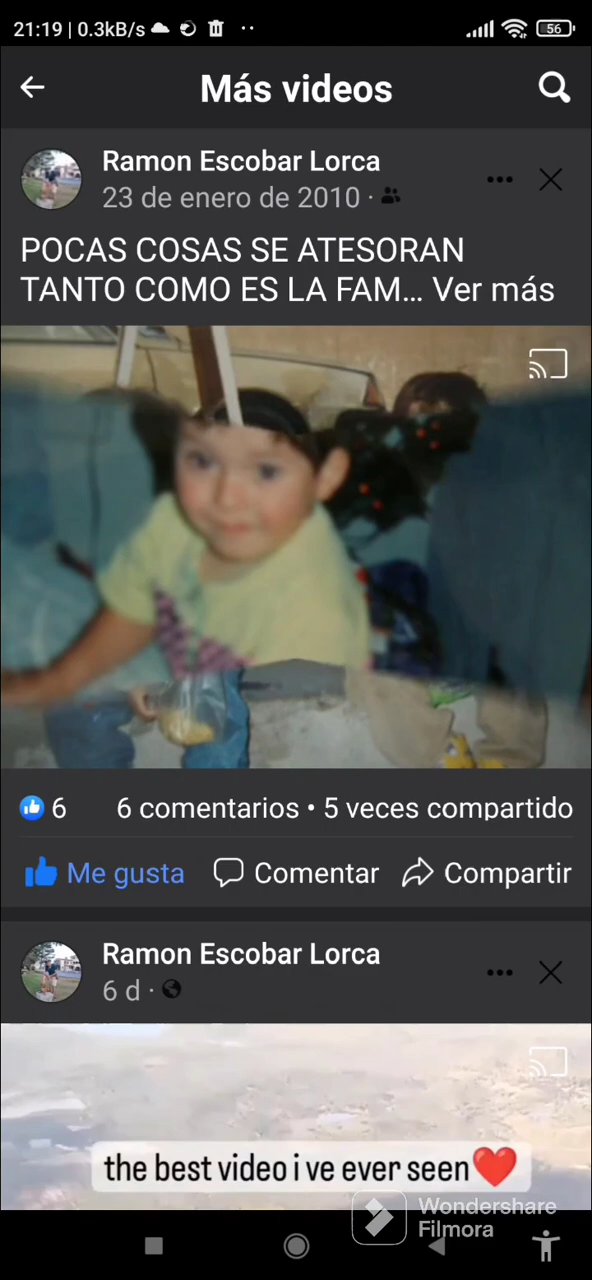 21:19 | 0.3kB/s
56
Más videos
Ramon Escobar Lorca
23 de enero de 2010 ·
POCAS COSAS SE ATESORAN
TANTO COMO ES LA FAM... Ver más
6 6 comentarios • 5 veces compartido
Me gusta Comentar Compartir
Ramon Escobar Lorca
6 d ·
the best video i ve ever seen❤️
Wondershare
Filmora